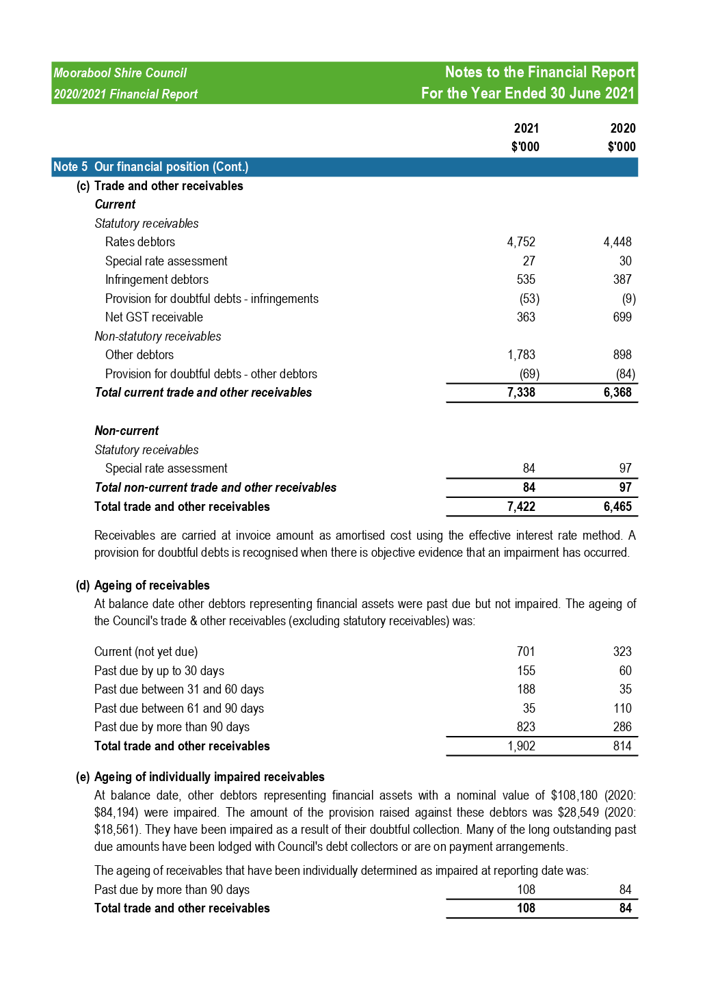 Moorabool Shire Council Notes to the Financial Report
2020/2021 Financial Report For the Year Ended 30 June 2021
2021 2020
$'000 $'000
Note 5 Our financial position (Cont.)
(c) Trade and other receivables
Current
Statutory receivables
Rates debtors 4,752 4,448
Special rate assessment 27 30
Infringement debtors 535 387
Provision for doubtful debts - infringements (53) (9)
Net GST receivable 363 699
Non-statutory receivables
Other debtors 1,783 898
Provision for doubtful debts - other debtors (69) (84)
Total current trade and other receivables 7,338 6,368
Non-current
Statutory receivables
Special rate assessment 84 97
Total non-current trade and other receivables 84 97
Total trade and other receivables 7,422 6,465
Receivables are carried at invoice amount as amortised cost using the effective interest rate method. A
provision for doubtful debts is recognised when there is objective evidence that an impairment has occurred.
(d) Ageing of receivables
At balance date other debtors representing financial assets were past due but not impaired. The ageing of
the Council's trade & other receivables (excluding statutory receivables) was:
Current (not yet due) 701 323
Past due by up to 30 days 155 60
Past due between 31 and 60 days 188 35
Past due between 61 and 90 days 35 110
Past due by more than 90 days 823 286
Total trade and other receivables 1,902 814
(e) Ageing of individually impaired receivables
At balance date, other debtors representing financial assets with a nominal value of $108,180 (2020:
$84,194) were impaired. The amount of the provision raised against these debtors was $28,549 (2020:
$18,561). They have been impaired as a result of their doubtful collection. Many of the long outstanding past
due amounts have been lodged with Council's debt collectors or are on payment arrangements.
The ageing of receivables that have been individually determined as impaired at reporting date was:
Past due by more than 90 days 108 84
Total trade and other receivables 108 84